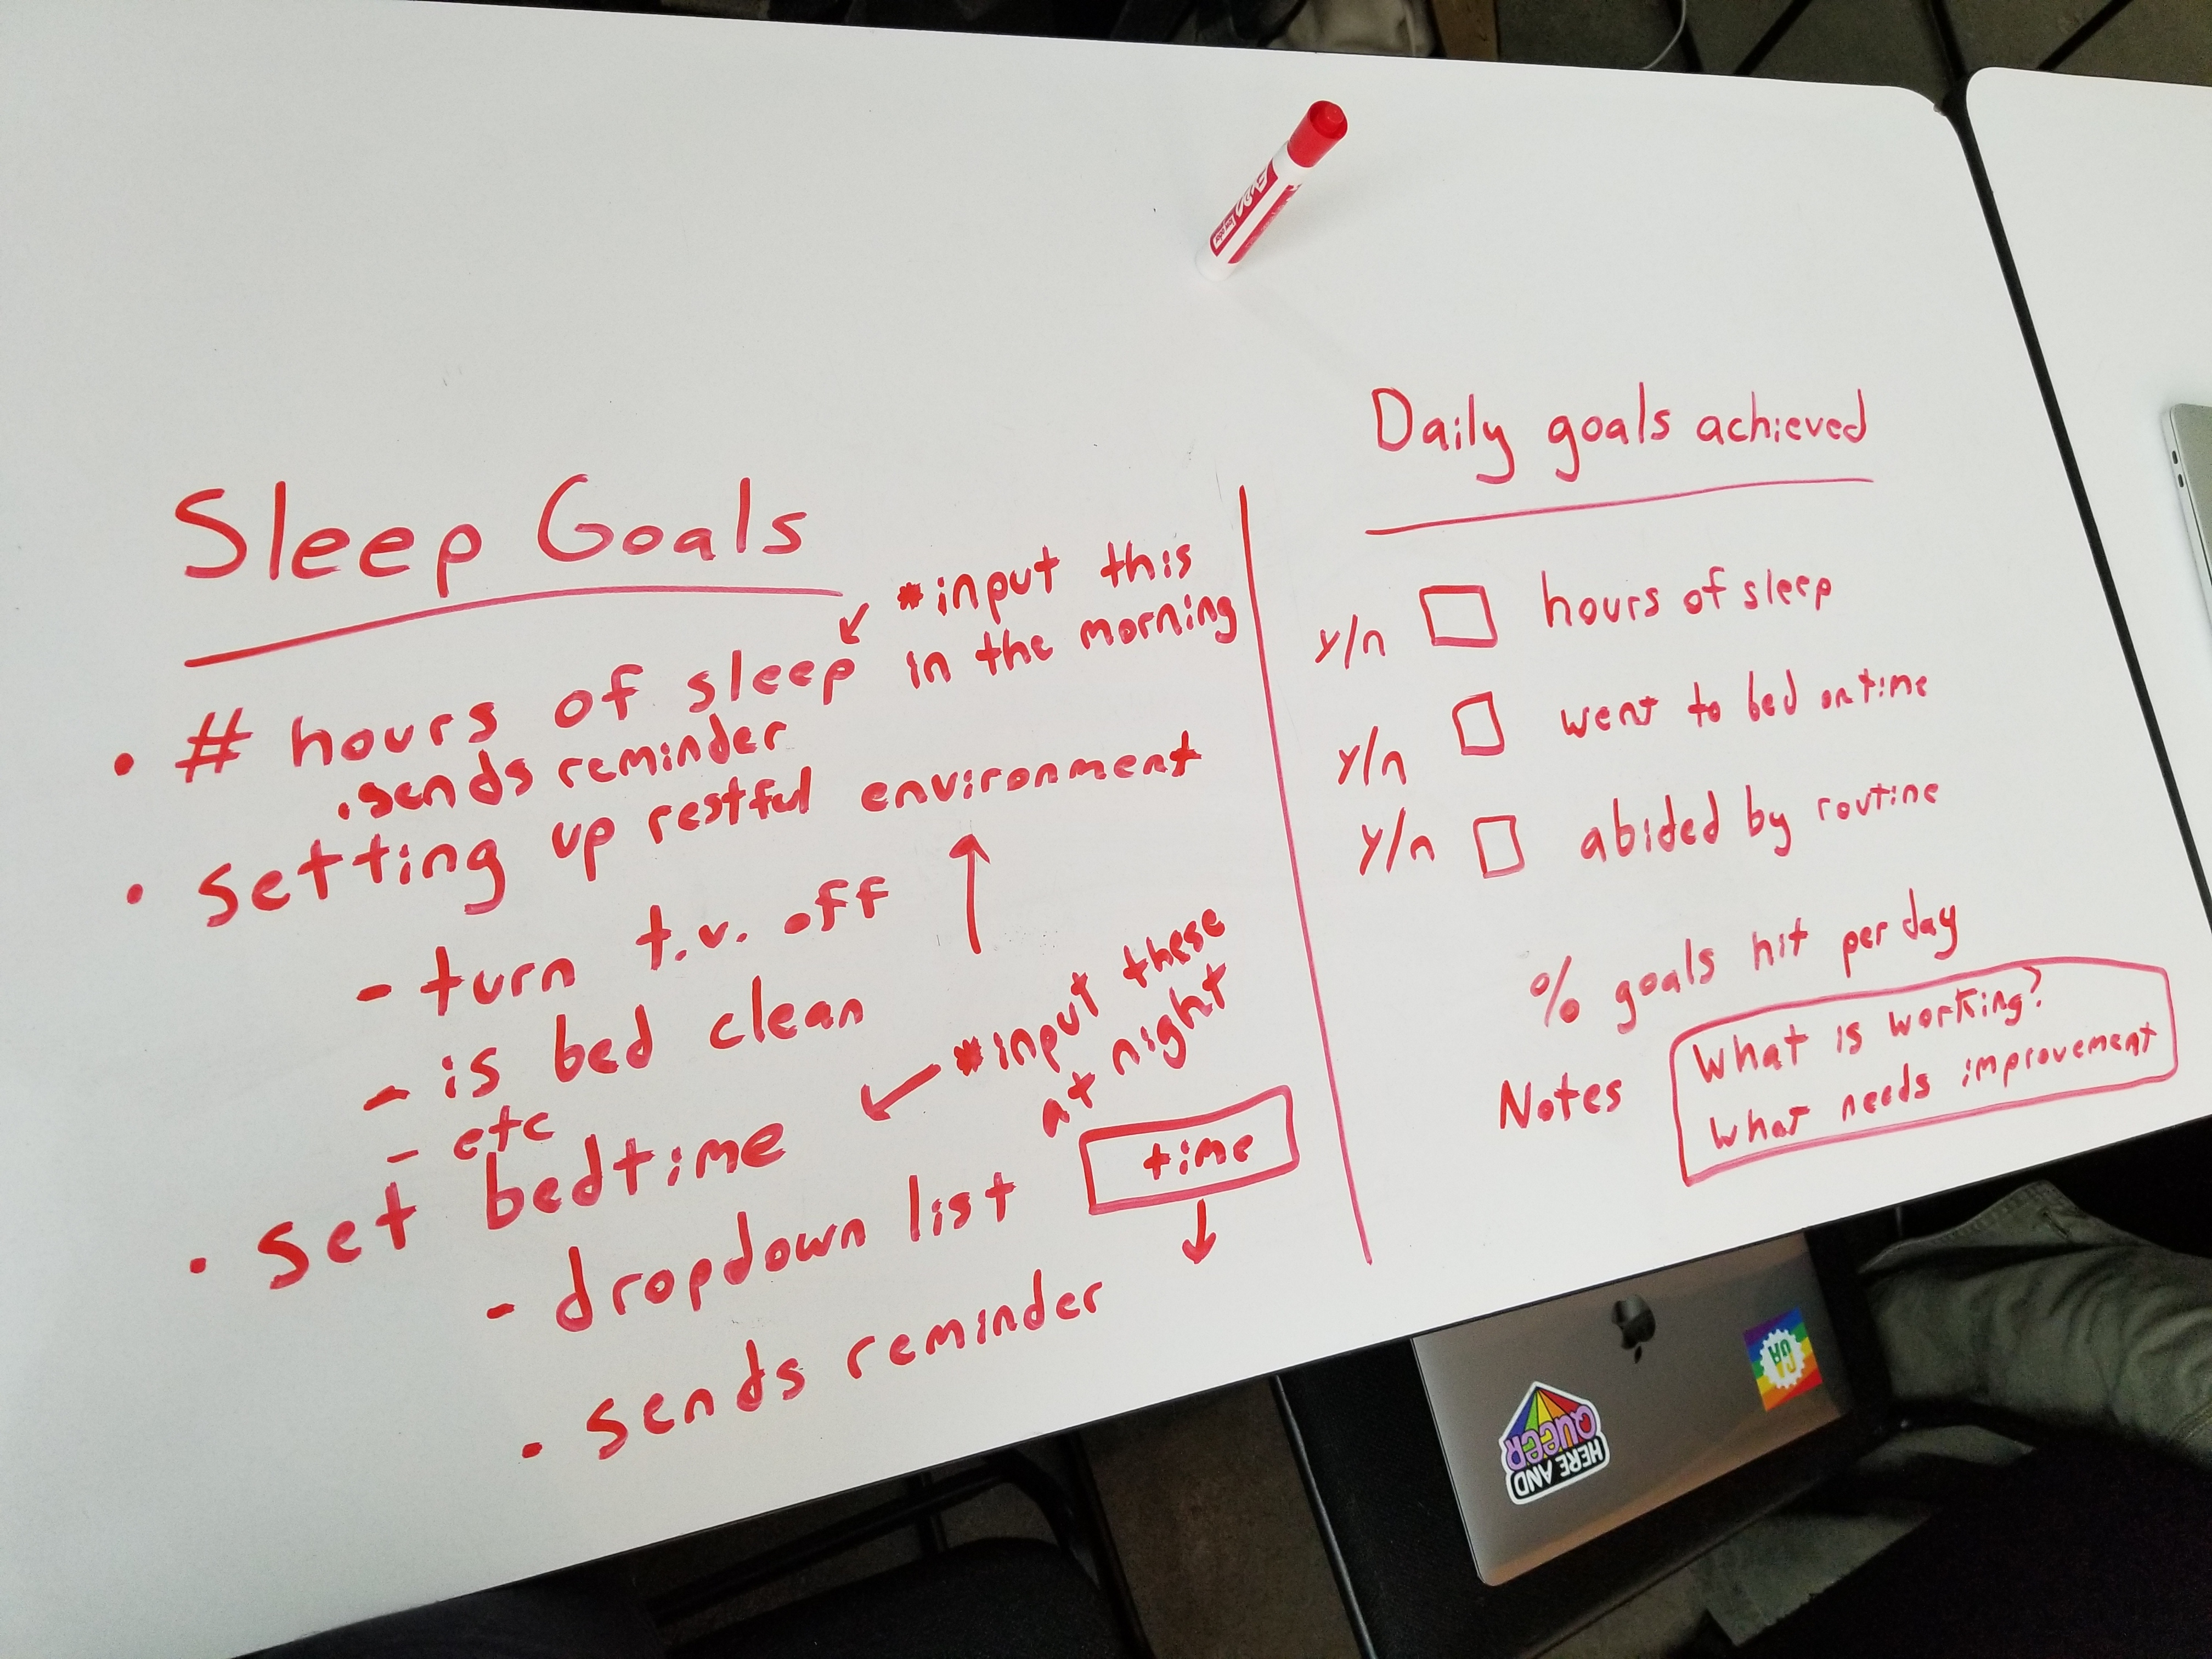 Sleep Goals
*input this
in the morning
• # hours of sleep
• sends reminder
• Setting up restful environment
- turn t.v. off
- is bed clean
- etc
*input these
at night
• Set bedtime
- dropdown list
time
• Sends reminder
Daily goals achieved
y/n hours of sleep
y/n went to bed on time
y/n abided by routine
% goals hit per day
Notes
What is working?
What needs improvement
EXPO
HERE AND
QUEER